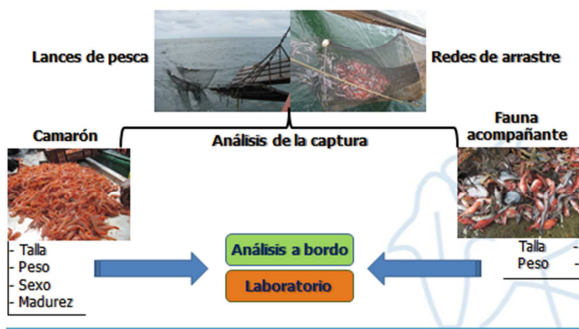 Lances de pesca
Redes de arrastre
Camarón
Análisis de la captura
Fauna
acompañante
- Talla
- Peso
- Sexo
- Madurez
Análisis a bordo
Laboratorio
Talla -
Peso -